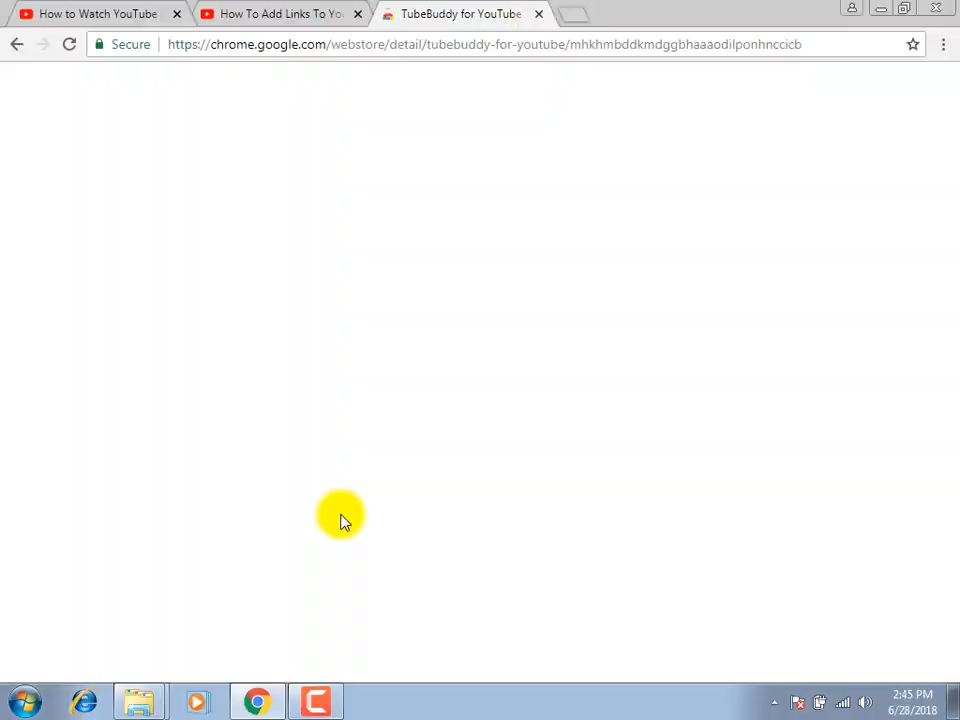 How to Watch YouTube
How To Add Links To Yo
TubeBuddy for YouTube
Secure
https://chrome.google.com/webstore/detail/tubebuddy-for-youtube/mhkhmbddkmdggbhaaaodilponhnccicb
2:45 PM
6/28/2018